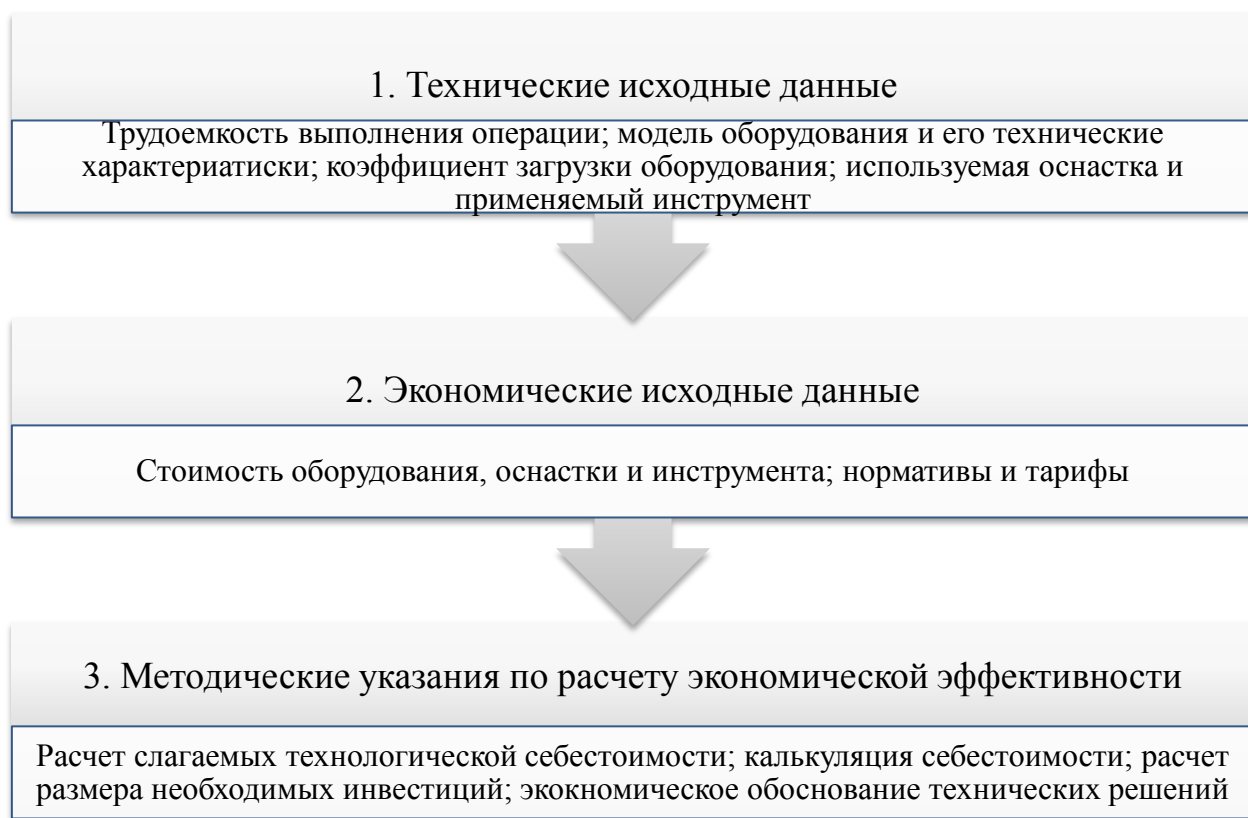 1. Технические исходные данные
Трудоемкость выполнения операции; модель оборудования и его технические
характериатиски; коэффициент загрузки оборудования; используемая оснастка и
применяемый инструмент
2. Экономические исходные данные
Стоимость оборудования, оснастки и инструмента; нормативы и тарифы
3. Методические указания по расчету экономической эффективности
Расчет слагаемых технологической себестоимости; калькуляция себестоимости; расчет
размера необходимых инвестиций; экокномическое обоснование технических решений